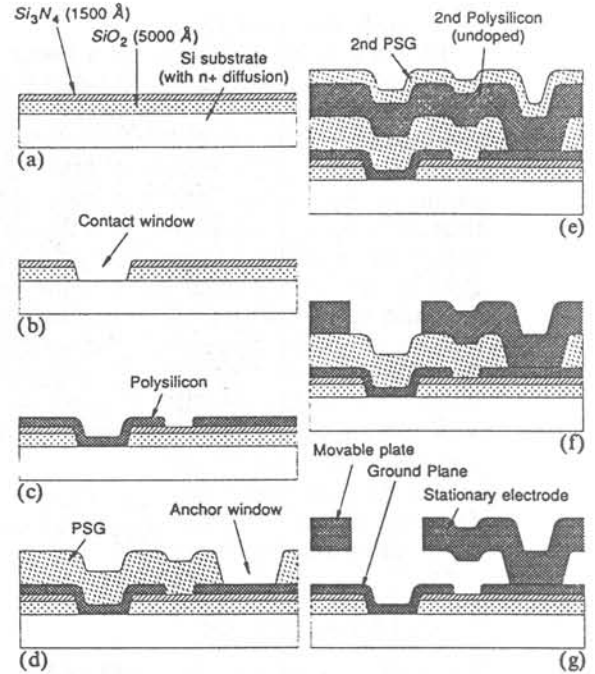 Si₃N₄ (1500 Å)
SiO₂ (5000 Å)
Si substrate
(with n+ diffusion)
(a)
Contact window
(b)
Polysilicon
(c)
PSG
Anchor window
(d)
2nd PSG
2nd Polysilicon
(undoped)
(e)
(f)
Movable plate
Ground Plane
Stationary electrode
(g)